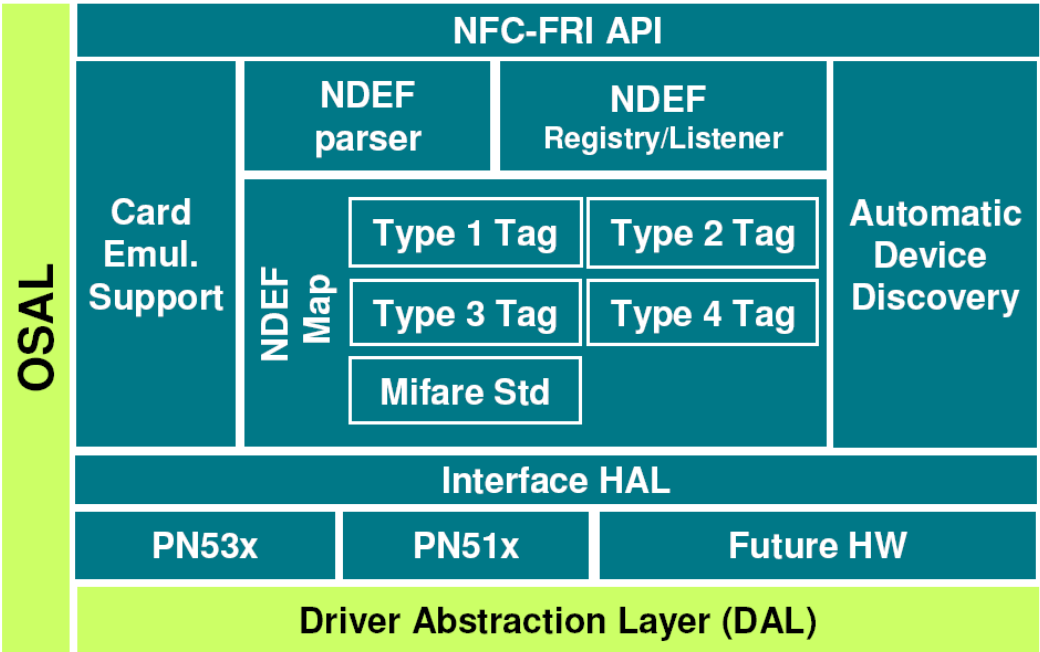 OSAL
NFC-FRI API
Card
Emul.
Support
NDEF
parser
NDEF
Registry/Listener
NDEF
Map
Type 1 Tag
Type 2 Tag
Type 3 Tag
Type 4 Tag
Mifare Std
Automatic
Device
Discovery
Interface HAL
PN53x
PN51x
Future HW
Driver Abstraction Layer (DAL)